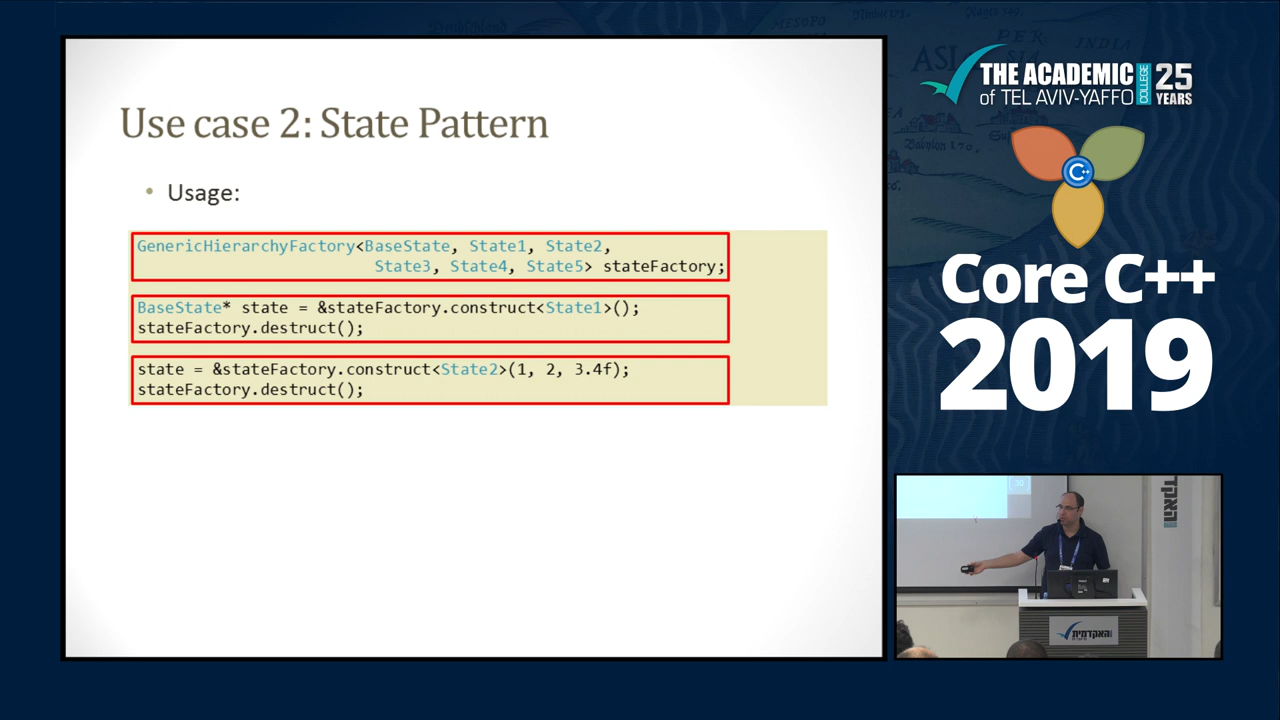 Use case 2: State Pattern
• Usage:
GenericHierarchyFactory<BaseState, State1, State2,
State3, State4, State5> stateFactory;
BaseState* state = &stateFactory.construct<State1>();
stateFactory.destruct();
state = &stateFactory.construct<State2>(1, 2, 3.4f);
stateFactory.destruct();
THE ACADEMIC
of TEL AVIV-YAFFO
COLLEGE
25
YEARS
C++
Core C++
2019
האקדמית